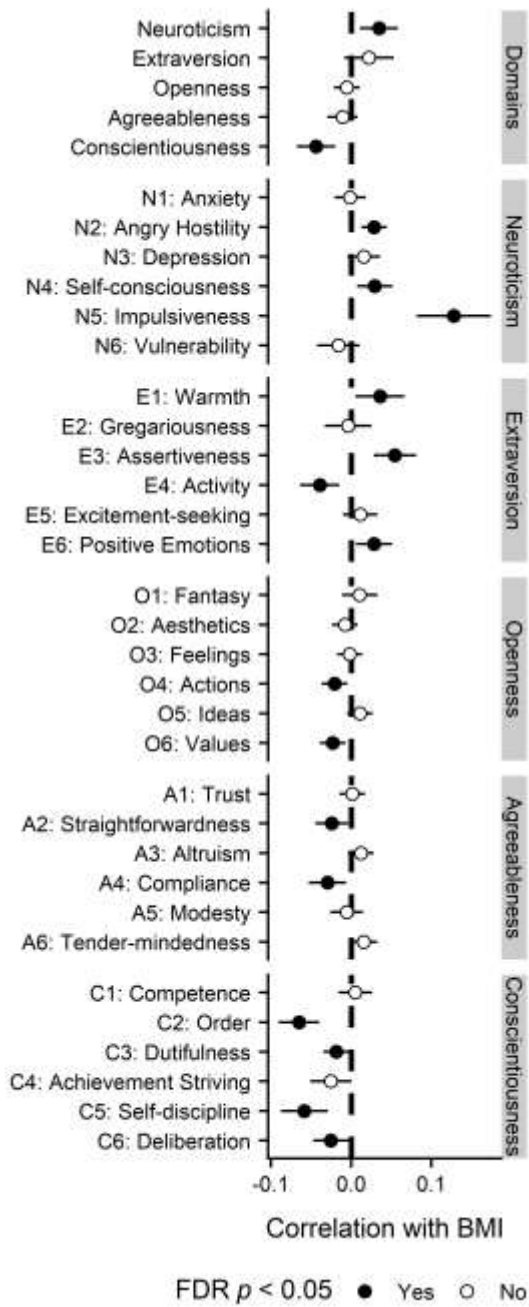 Neuroticism
Extraversion
Openness
Agreeableness
Conscientiousness
Domains
N1: Anxiety
N2: Angry Hostility
N3: Depression
N4: Self-consciousness
N5: Impulsiveness
N6: Vulnerability
Neuroticism
E1: Warmth
E2: Gregariousness
E3: Assertiveness
E4: Activity
E5: Excitement-seeking
E6: Positive Emotions
Extraversion
O1: Fantasy
O2: Aesthetics
O3: Feelings
O4: Actions
O5: Ideas
O6: Values
Openness
A1: Trust
A2: Straightforwardness
A3: Altruism
A4: Compliance
A5: Modesty
A6: Tender-mindedness
Agreeableness
C1: Competence
C2: Order
C3: Dutifulness
C4: Achievement Striving
C5: Self-discipline
C6: Deliberation
Conscientiousness
-0.1 0.0 0.1
Correlation with BMI
FDR p < 0.05 Yes No